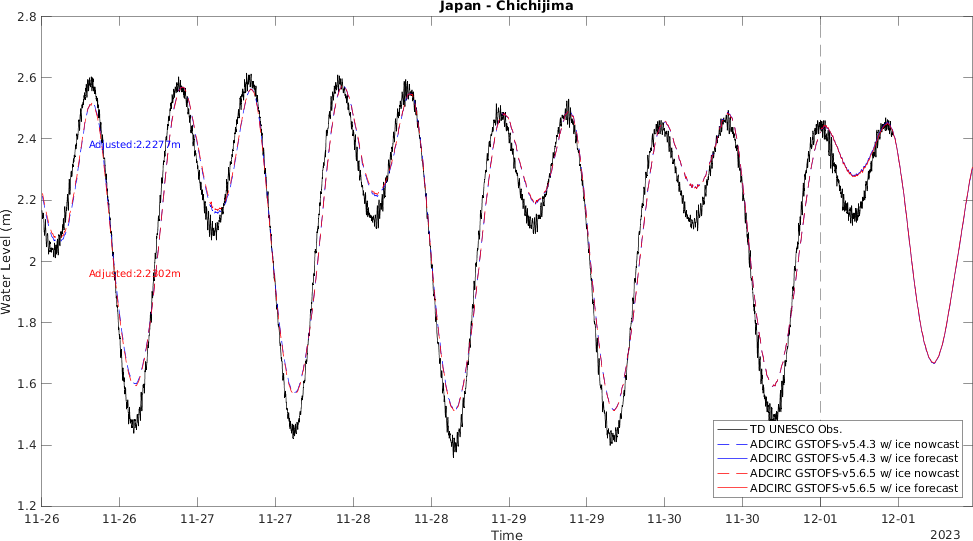 Japan - Chichijima
2.8
2.6
2.4
2.2
2
1.8
1.6
1.4
1.2
Water Level (m)
Adjusted:2.2277m
TD UNESCO Obs.
ADCIRC GSTOFS-v5.4.3 w/ ice nowcast
ADCIRC GSTOFS-v5.4.3 w/ ice forecast
ADCIRC GSTOFS-v5.6.5 w/ ice nowcast
ADCIRC GSTOFS-v5.6.5 w/ ice forecast
11-26 11-26 11-27 11-27 11-28 11-28 11-29 11-29 11-30 11-30 12-01 12-01
Time
2023